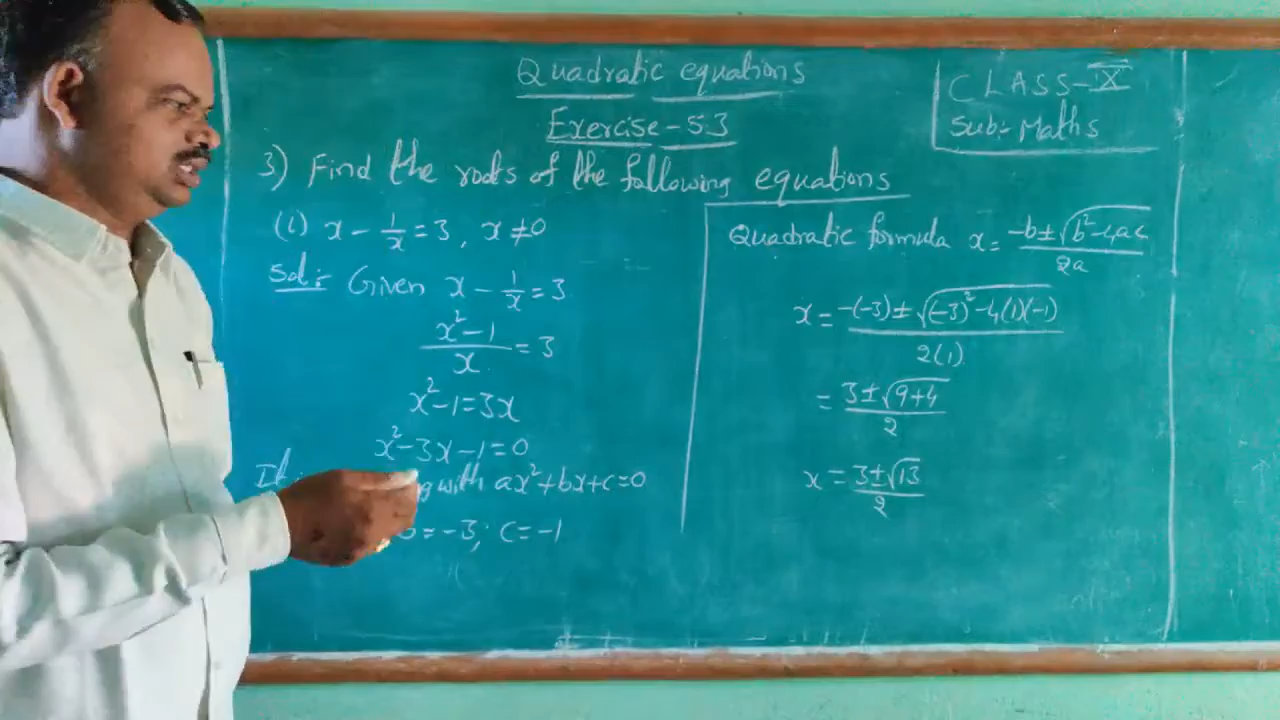 Quadratic equations
Exercise-5.3
CLASS-IX
Sub:- Maths
3) Find the roots of the following equations
(i) x - 1/x = 3, x ≠ 0
Sol:- Given x - 1/x = 3
x² - 1 / x = 3
x² - 1 = 3x
x² - 3x - 1 = 0
with ax² + bx + c = 0
= -3; c = -1
Quadratic formula x = -b ± √(b² - 4ac) / 2a
x = -(-3) ± √((-3)² - 4(1)(-1)) / 2(1)
= 3 ± √(9+4) / 2
x = 3 ± √13 / 2